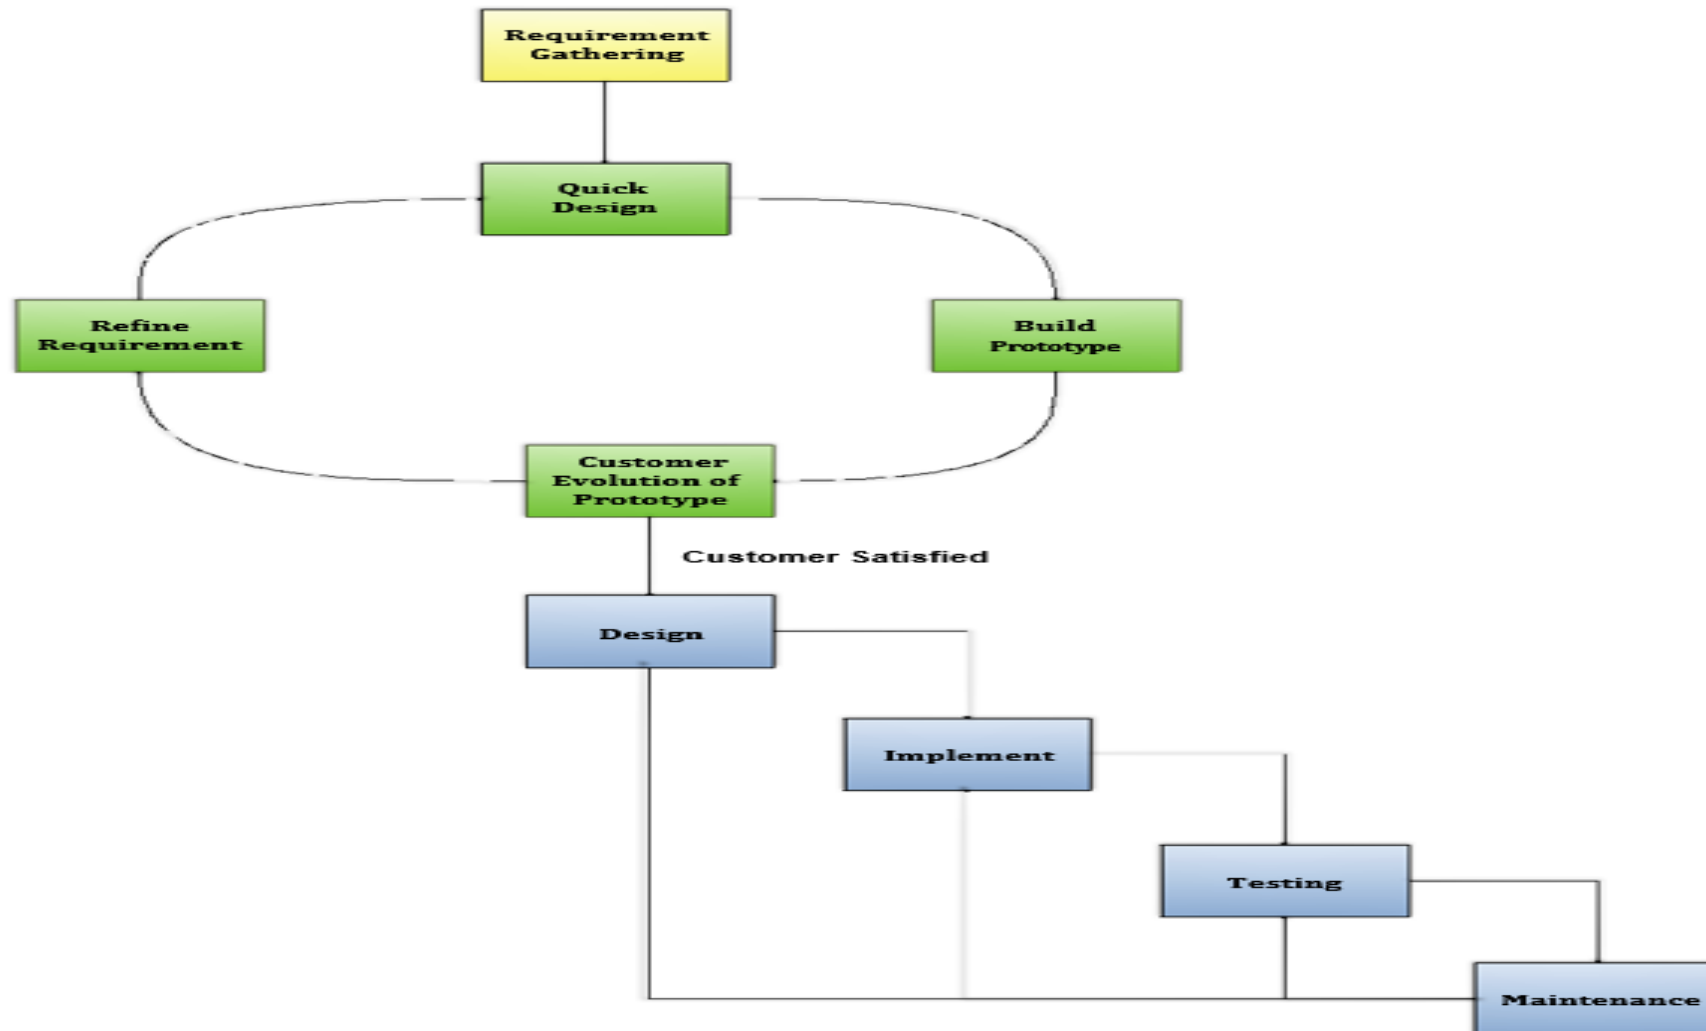 Requirement
Gathering
Quick
Design
Refine
Requirement
Build
Prototype
Customer
Evolution of
Prototype
Customer Satisfied
Design
Implement
Testing
Maintenance